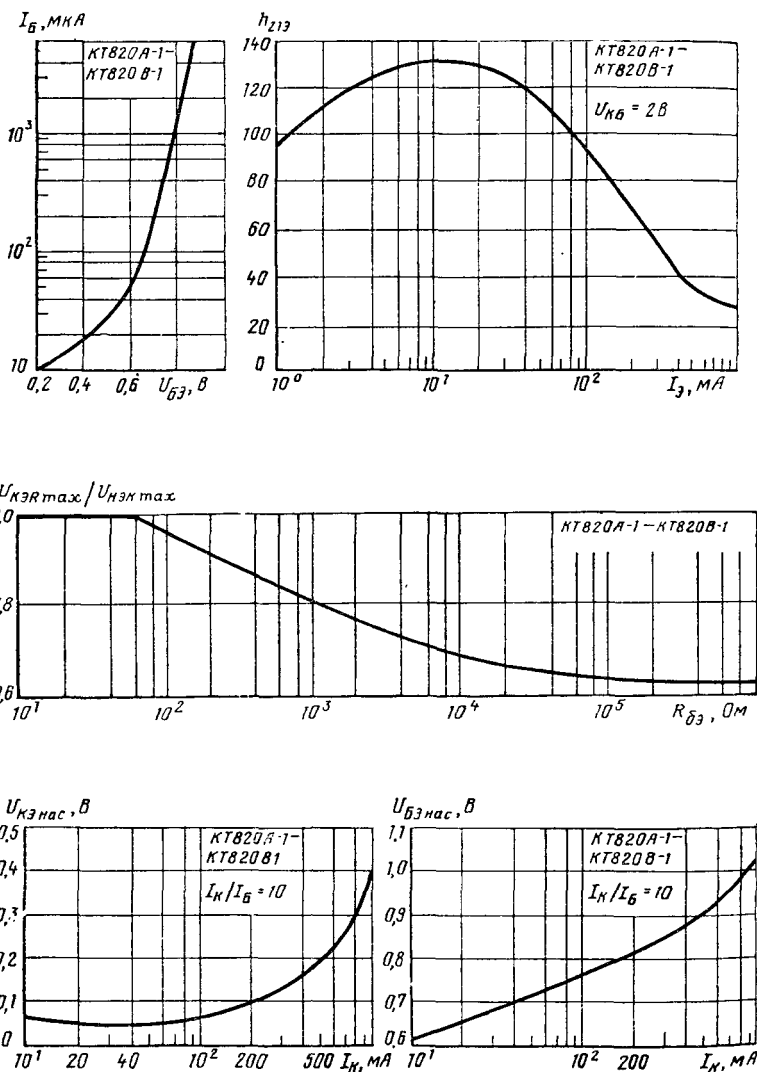 I_Б, мкА
КТ820А-1-
КТ820В-1
10³
10²
10
0,2 0,4 0,6 U_БЭ, В
h₂₁Э
140
120
100
80
60
40
20
0
КТ820А-1-
КТ820В-1
U_КБ = 2В
10⁰ 10¹ 10² I_Э, мА
U_КЭR max / U_КЭК max
КТ820А-1-КТ820В-1
,0
,8
,6
10¹ 10² 10³ 10⁴ 10⁵ R_бэ, Ом
U_КЭ нас, В
0,5
0,4
0,3
0,2
0,1
0
КТ820А-1-
КТ820В1
I_К/I_Б = 10
10¹ 20 40 10² 200 500 I_К, мА
U_БЭ нас, В
1,1
1,0
0,9
0,8
0,7
0,6
КТ820А-1-
КТ820В-1
I_К/I_Б = 10
10¹ 10² 200 I_К, мА